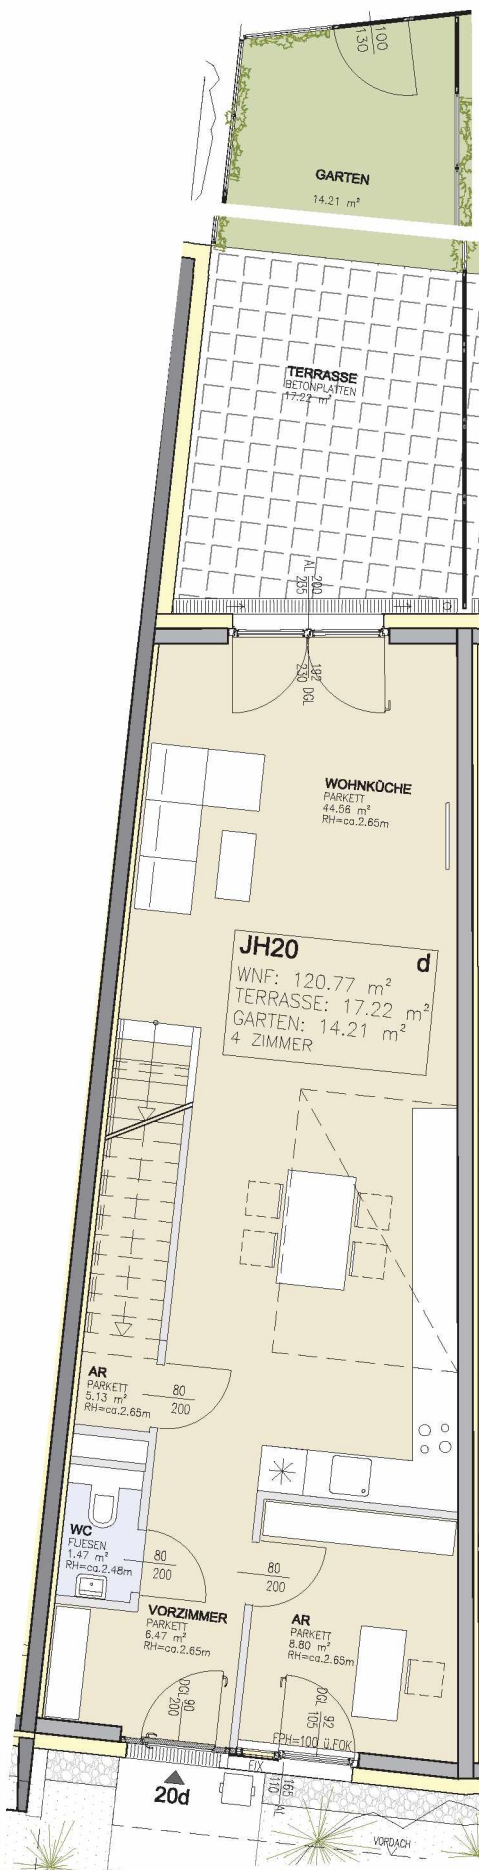 100
130
GARTEN
14.21 m²
TERRASSE
BETONPLATTEN
17.22 m²
AL 200
235
182
230 DGL
WOHNKÜCHE
PARKETT
44.56 m²
RH=ca.2.65m
JH20 d
WNF: 120.77 m²
TERRASSE: 17.22 m²
GARTEN: 14.21 m²
4 ZIMMER
AR
PARKETT
5.13 m²
RH=ca.2.65m
80
200
WC
FLIESEN
1.47 m²
RH=ca.2.48m
80
200
80
200
VORZIMMER
PARKETT
6.47 m²
RH=ca.2.65m
AR
PARKETT
8.80 m²
RH=ca.2.65m
90
DGL 200
DGL 92
105
FPH=100 ü.FOK
FIX
165
110 AL
20d
VORDACH